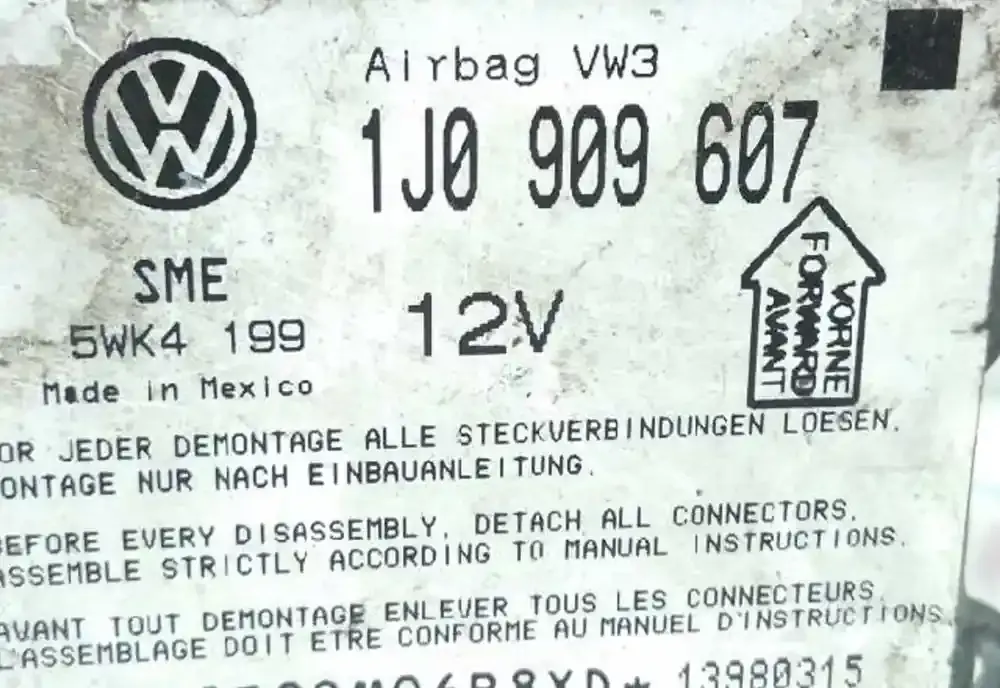 Airbag VW3
1J0 909 607
SME
5WK4 199
12V
Made in Mexico
VORNE
FORWARD
AVANT
OR JEDER DEMONTAGE ALLE STECKVERBINDUNGEN LOESEN.
ONTAGE NUR NACH EINBAUANLEITUNG.
BEFORE EVERY DISASSEMBLY, DETACH ALL CONNECTORS.
ASSEMBLE STRICTLY ACCORDING TO MANUAL INSTRUCTIONS.
AVANT TOUT DEMONTAGE ENLEVER TOUS LES CONNECTEURS.
L'ASSEMBLAGE DOIT ETRE CONFORME AU MANUEL D'INSTRUCTIONS.
13980315